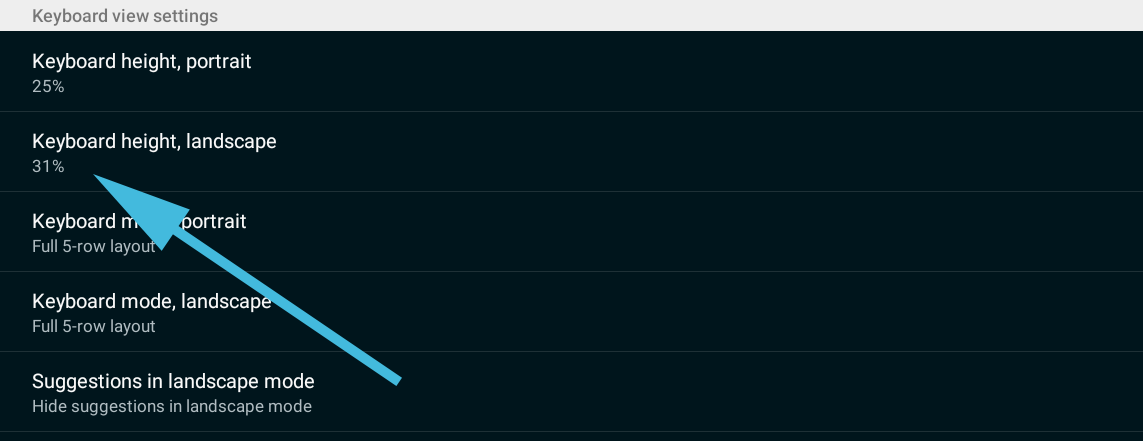 Keyboard view settings
Keyboard height, portrait
25%
Keyboard height, landscape
31%
Keyboard m portrait
Full 5-row layout
Keyboard mode, landscape
Full 5-row layout
Suggestions in landscape mode
Hide suggestions in landscape mode